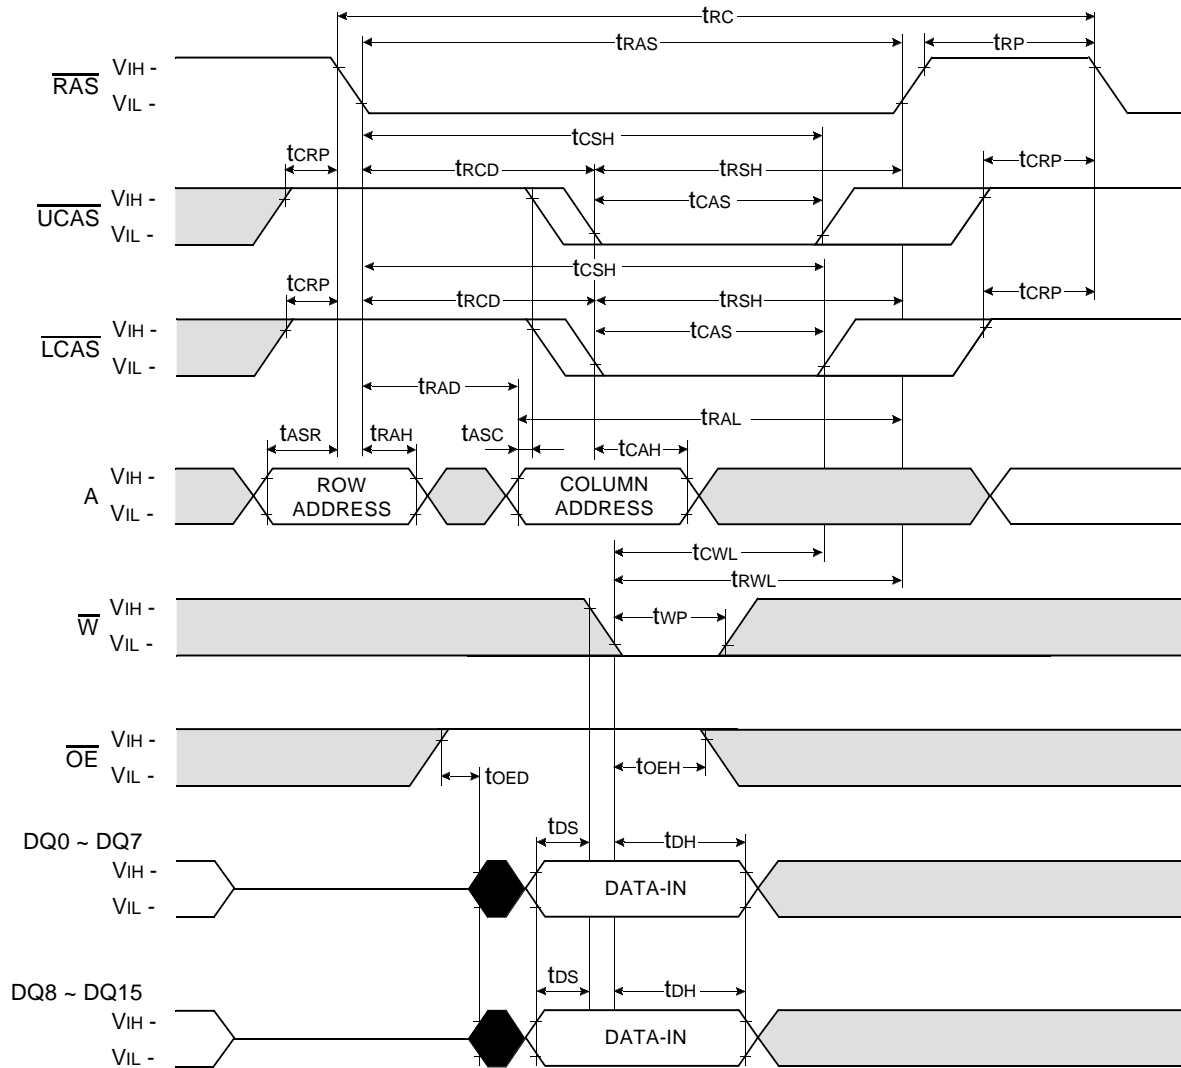 tRC
tRAS
tRP
RAS
VIH -
VIL -
tCSH
tCRP
tRCD
tRSH
tCRP
UCAS
VIH -
VIL -
tCAS
tCSH
tCRP
tRCD
tRSH
tCRP
LCAS
VIH -
VIL -
tCAS
tRAD
tRAL
tASR
tRAH
tASC
tCAH
A
VIH -
VIL -
ROW
ADDRESS
COLUMN
ADDRESS
tCWL
tRWL
W
VIH -
VIL -
tWP
OE
VIH -
VIL -
tOED
tOEH
DQ0 ~ DQ7
tDS
tDH
VIH -
VIL -
DATA-IN
DQ8 ~ DQ15
tDS
tDH
VIH -
VIL -
DATA-IN